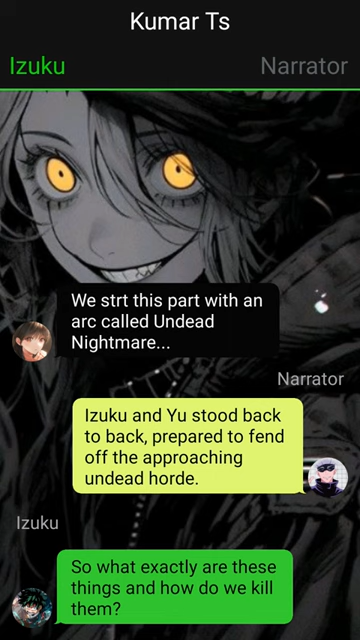 Kumar Ts
Izuku
Narrator
We strt this part with an
arc called Undead
Nightmare...
Narrator
Izuku and Yu stood back
to back, prepared to fend
off the approaching
undead horde.
Izuku
So what exactly are these
things and how do we kill
them?